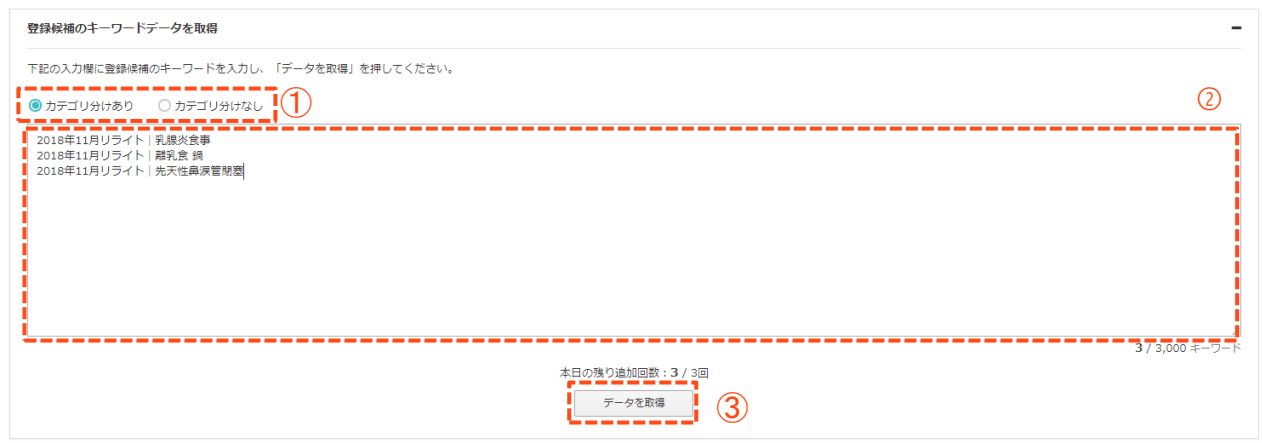 登録候補のキーワードデータを取得
下記の入力欄に登録候補のキーワードを入力し、「データを取得」を押してください。
カテゴリ分けあり カテゴリ分けなし ①
②
2018年11月リライト｜乳腺炎食事
2018年11月リライト｜離乳食 鍋
2018年11月リライト｜先天性鼻涙管閉塞
3 / 3,000 キーワード
本日の残り追加回数：3 / 3回
データを取得 ③